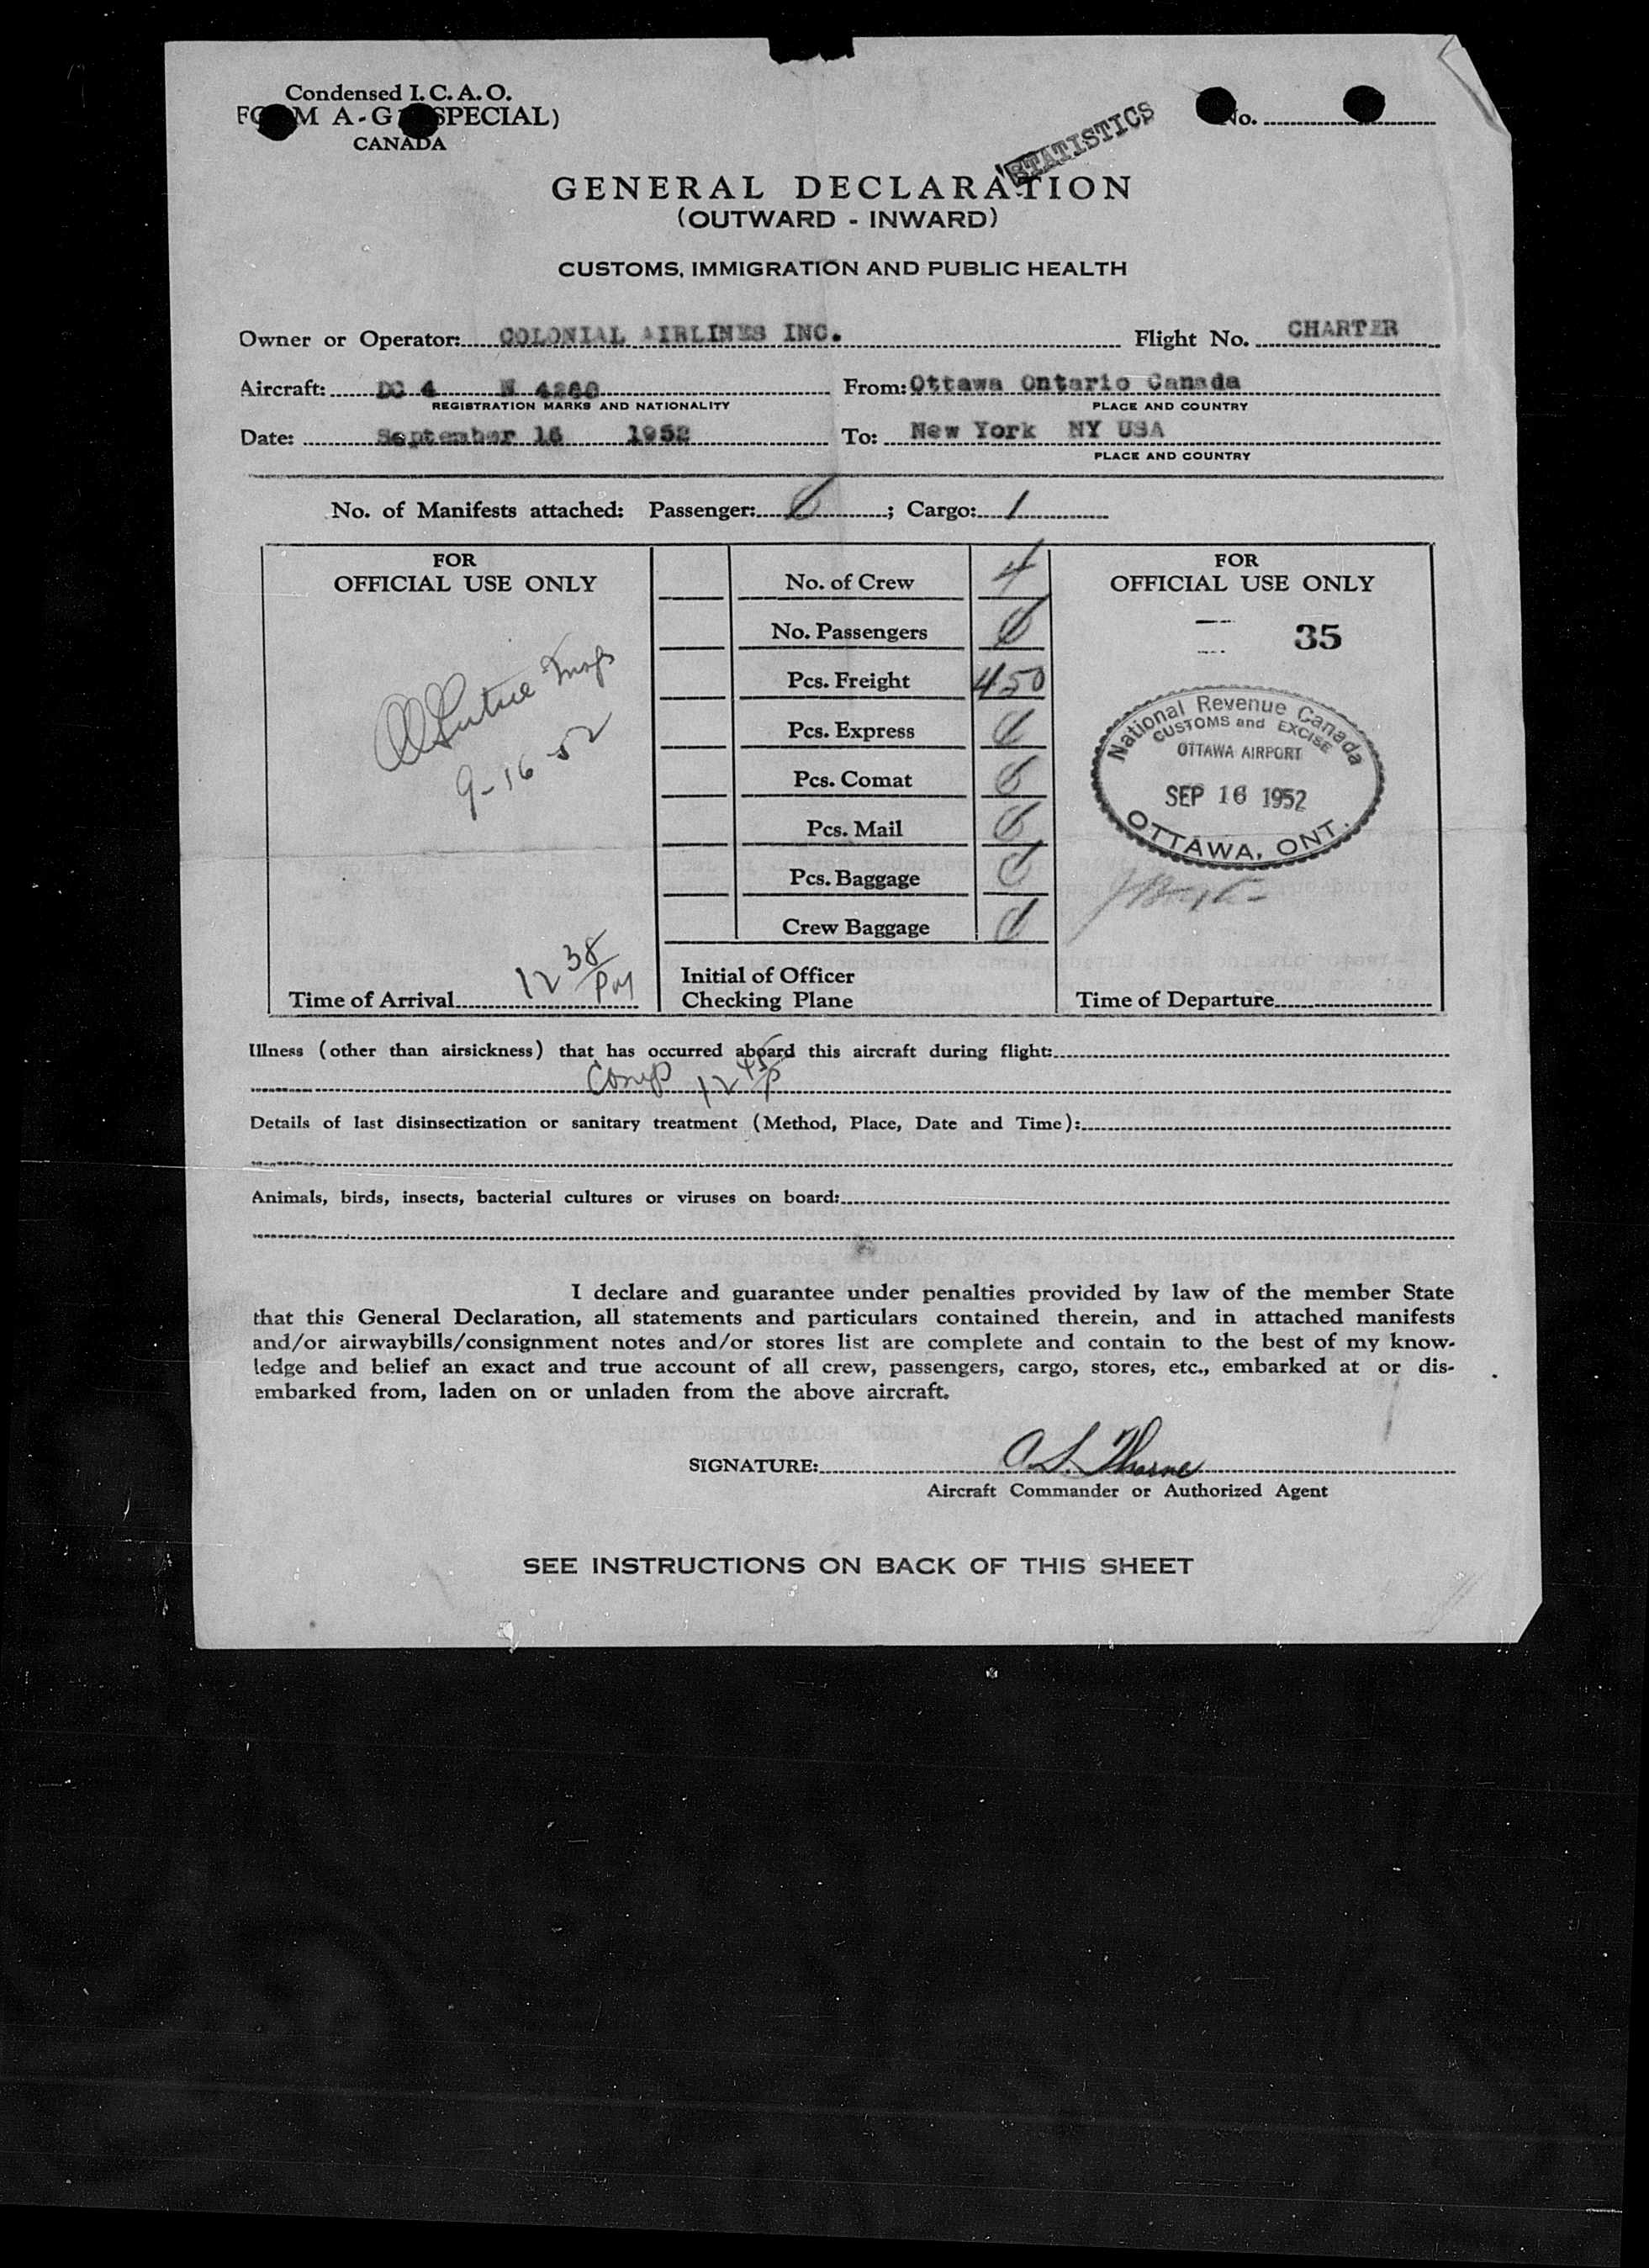 Condensed I. C. A. O.
M A-G SPECIAL)
CANADA
No.
STATISTICS
GENERAL DECLARATION
(OUTWARD - INWARD)
CUSTOMS, IMMIGRATION AND PUBLIC HEALTH
Owner or Operator: COLONIAL AIRLINES INC. Flight No. CHARTER
Aircraft: DC 4 N 4260 From: Ottawa Ontario Canada
REGISTRATION MARKS AND NATIONALITY PLACE AND COUNTRY
Date: September 16 1952 To: New York NY USA
PLACE AND COUNTRY
No. of Manifests attached: Passenger: 0 ; Cargo: 1
FOR
OFFICIAL USE ONLY
9-16-52
Time of Arrival 12 38 PM
No. of Crew 4
No. Passengers 0
Pcs. Freight 450
Pcs. Express 0
Pcs. Comat 0
Pcs. Mail 0
Pcs. Baggage 0
Crew Baggage 0
Initial of Officer
Checking Plane
FOR
OFFICIAL USE ONLY
35
National Revenue Canada
CUSTOMS and EXCISE
OTTAWA AIRPORT
SEP 16 1952
OTTAWA, ONT.
Time of Departure
Illness (other than airsickness) that has occurred aboard this aircraft during flight:
Comp 12 45 P
Details of last disinsectization or sanitary treatment (Method, Place, Date and Time):
Animals, birds, insects, bacterial cultures or viruses on board:
I declare and guarantee under penalties provided by law of the member State
that this General Declaration, all statements and particulars contained therein, and in attached manifests
and/or airwaybills/consignment notes and/or stores list are complete and contain to the best of my know-
ledge and belief an exact and true account of all crew, passengers, cargo, stores, etc., embarked at or dis-
embarked from, laden on or unladen from the above aircraft.
SIGNATURE: A. L. Thorne
Aircraft Commander or Authorized Agent
SEE INSTRUCTIONS ON BACK OF THIS SHEET